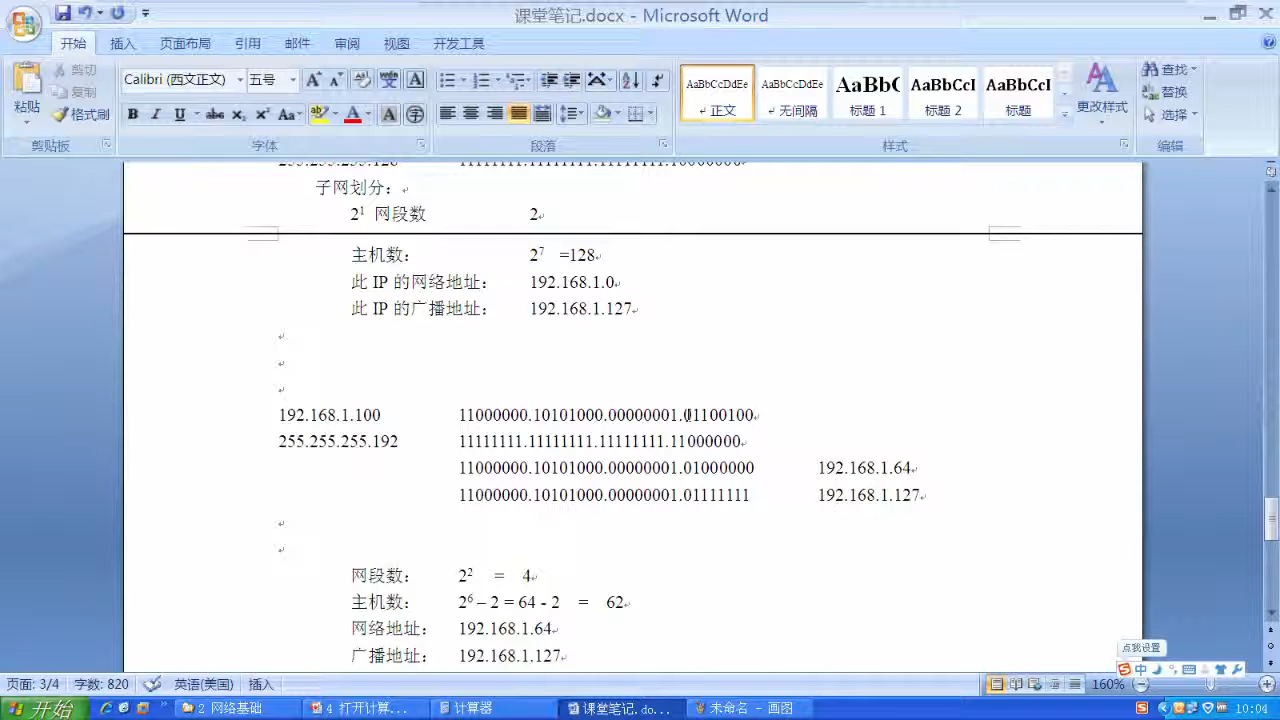 课堂笔记.docx - Microsoft Word
开始 插入 页面布局 引用 邮件 审阅 视图 开发工具
粘贴 剪切 复制 格式刷
Calibri (西文正文) 五号
AaBbCcDdEe AaBbCcDdEe AaBbC AaBbCcI AaBbCcI
正文 无间隔 标题 1 标题 2 标题
更改样式 查找 替换 选择
剪贴板 字体 段落 样式 编辑
子网划分：
2¹ 网段数 2
主机数： 2⁷ =128
此 IP 的网络地址： 192.168.1.0
此 IP 的广播地址： 192.168.1.127
192.168.1.100 11000000.10101000.00000001.01100100
255.255.255.192 11111111.11111111.11111111.11000000
11000000.10101000.00000001.01000000 192.168.1.64
11000000.10101000.00000001.01111111 192.168.1.127
网段数： 2² = 4
主机数： 2⁶ – 2 = 64 - 2 = 62
网络地址： 192.168.1.64
广播地址： 192.168.1.127
点我设置
页面: 3/4 字数: 820 英语(美国) 插入 160%
开始 2 网络基础 4 打开计算... 计算器 课堂笔记. do... 未命名 - 画图 10:04